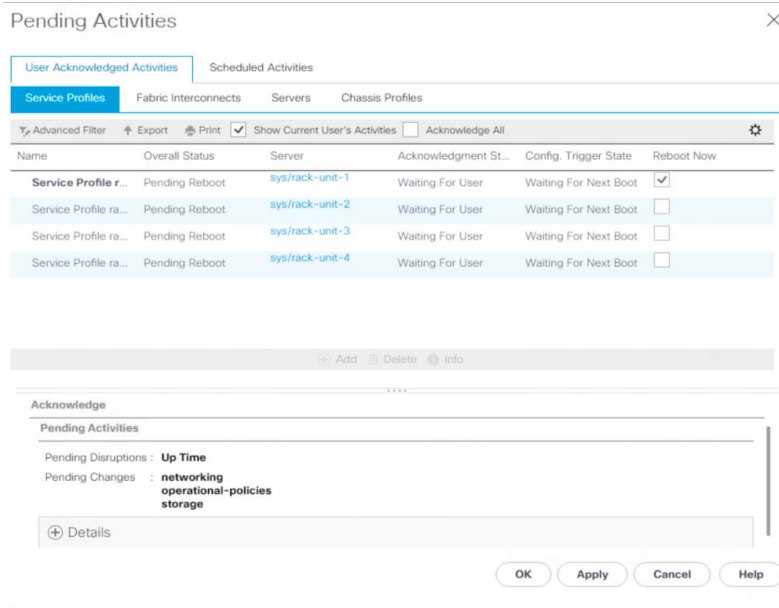 Pending Activities
User Acknowledged Activities Scheduled Activities
Service Profiles Fabric Interconnects Servers Chassis Profiles
Advanced Filter Export Print Show Current User's Activities Acknowledge All
Name Overall Status Server Acknowledgment St... Config. Trigger State Reboot Now
Service Profile r... Pending Reboot sys/rack-unit-1 Waiting For User Waiting For Next Boot
Service Profile ra... Pending Reboot sys/rack-unit-2 Waiting For User Waiting For Next Boot
Service Profile ra... Pending Reboot sys/rack-unit-3 Waiting For User Waiting For Next Boot
Service Profile ra... Pending Reboot sys/rack-unit-4 Waiting For User Waiting For Next Boot
Add Delete Info
Acknowledge
Pending Activities
Pending Disruptions : Up Time
Pending Changes : networking
operational-policies
storage
Details
OK Apply Cancel Help